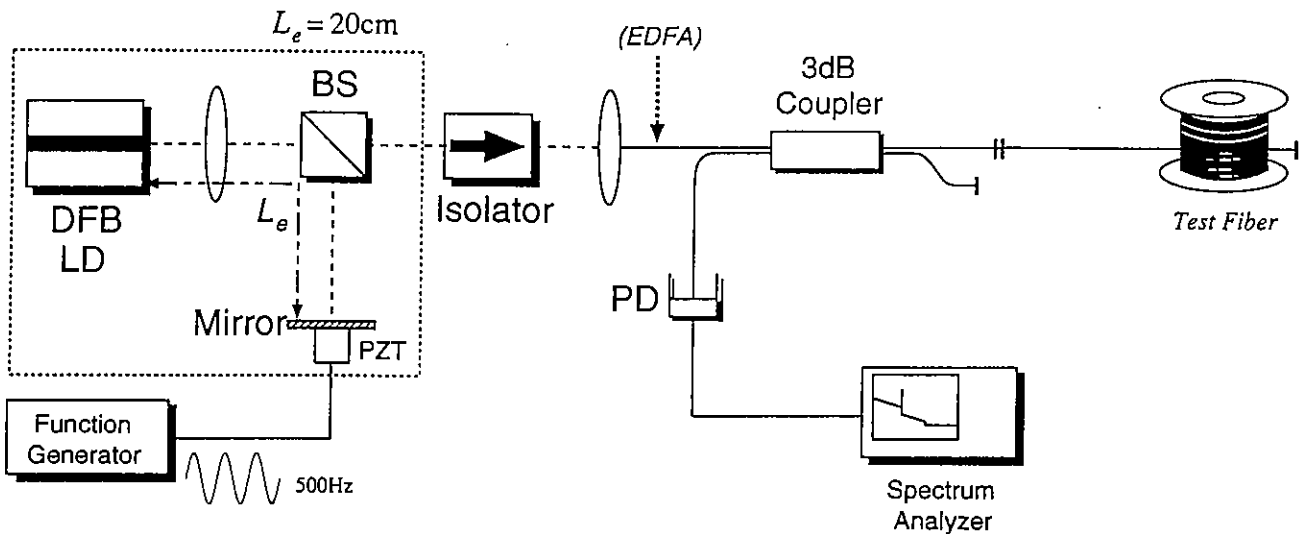 L_e = 20cm
(EDFA)
3dB
Coupler
BS
DFB
LD
L_e
Isolator
Test Fiber
Mirror
PZT
PD
Function
Generator
500Hz
Spectrum
Analyzer